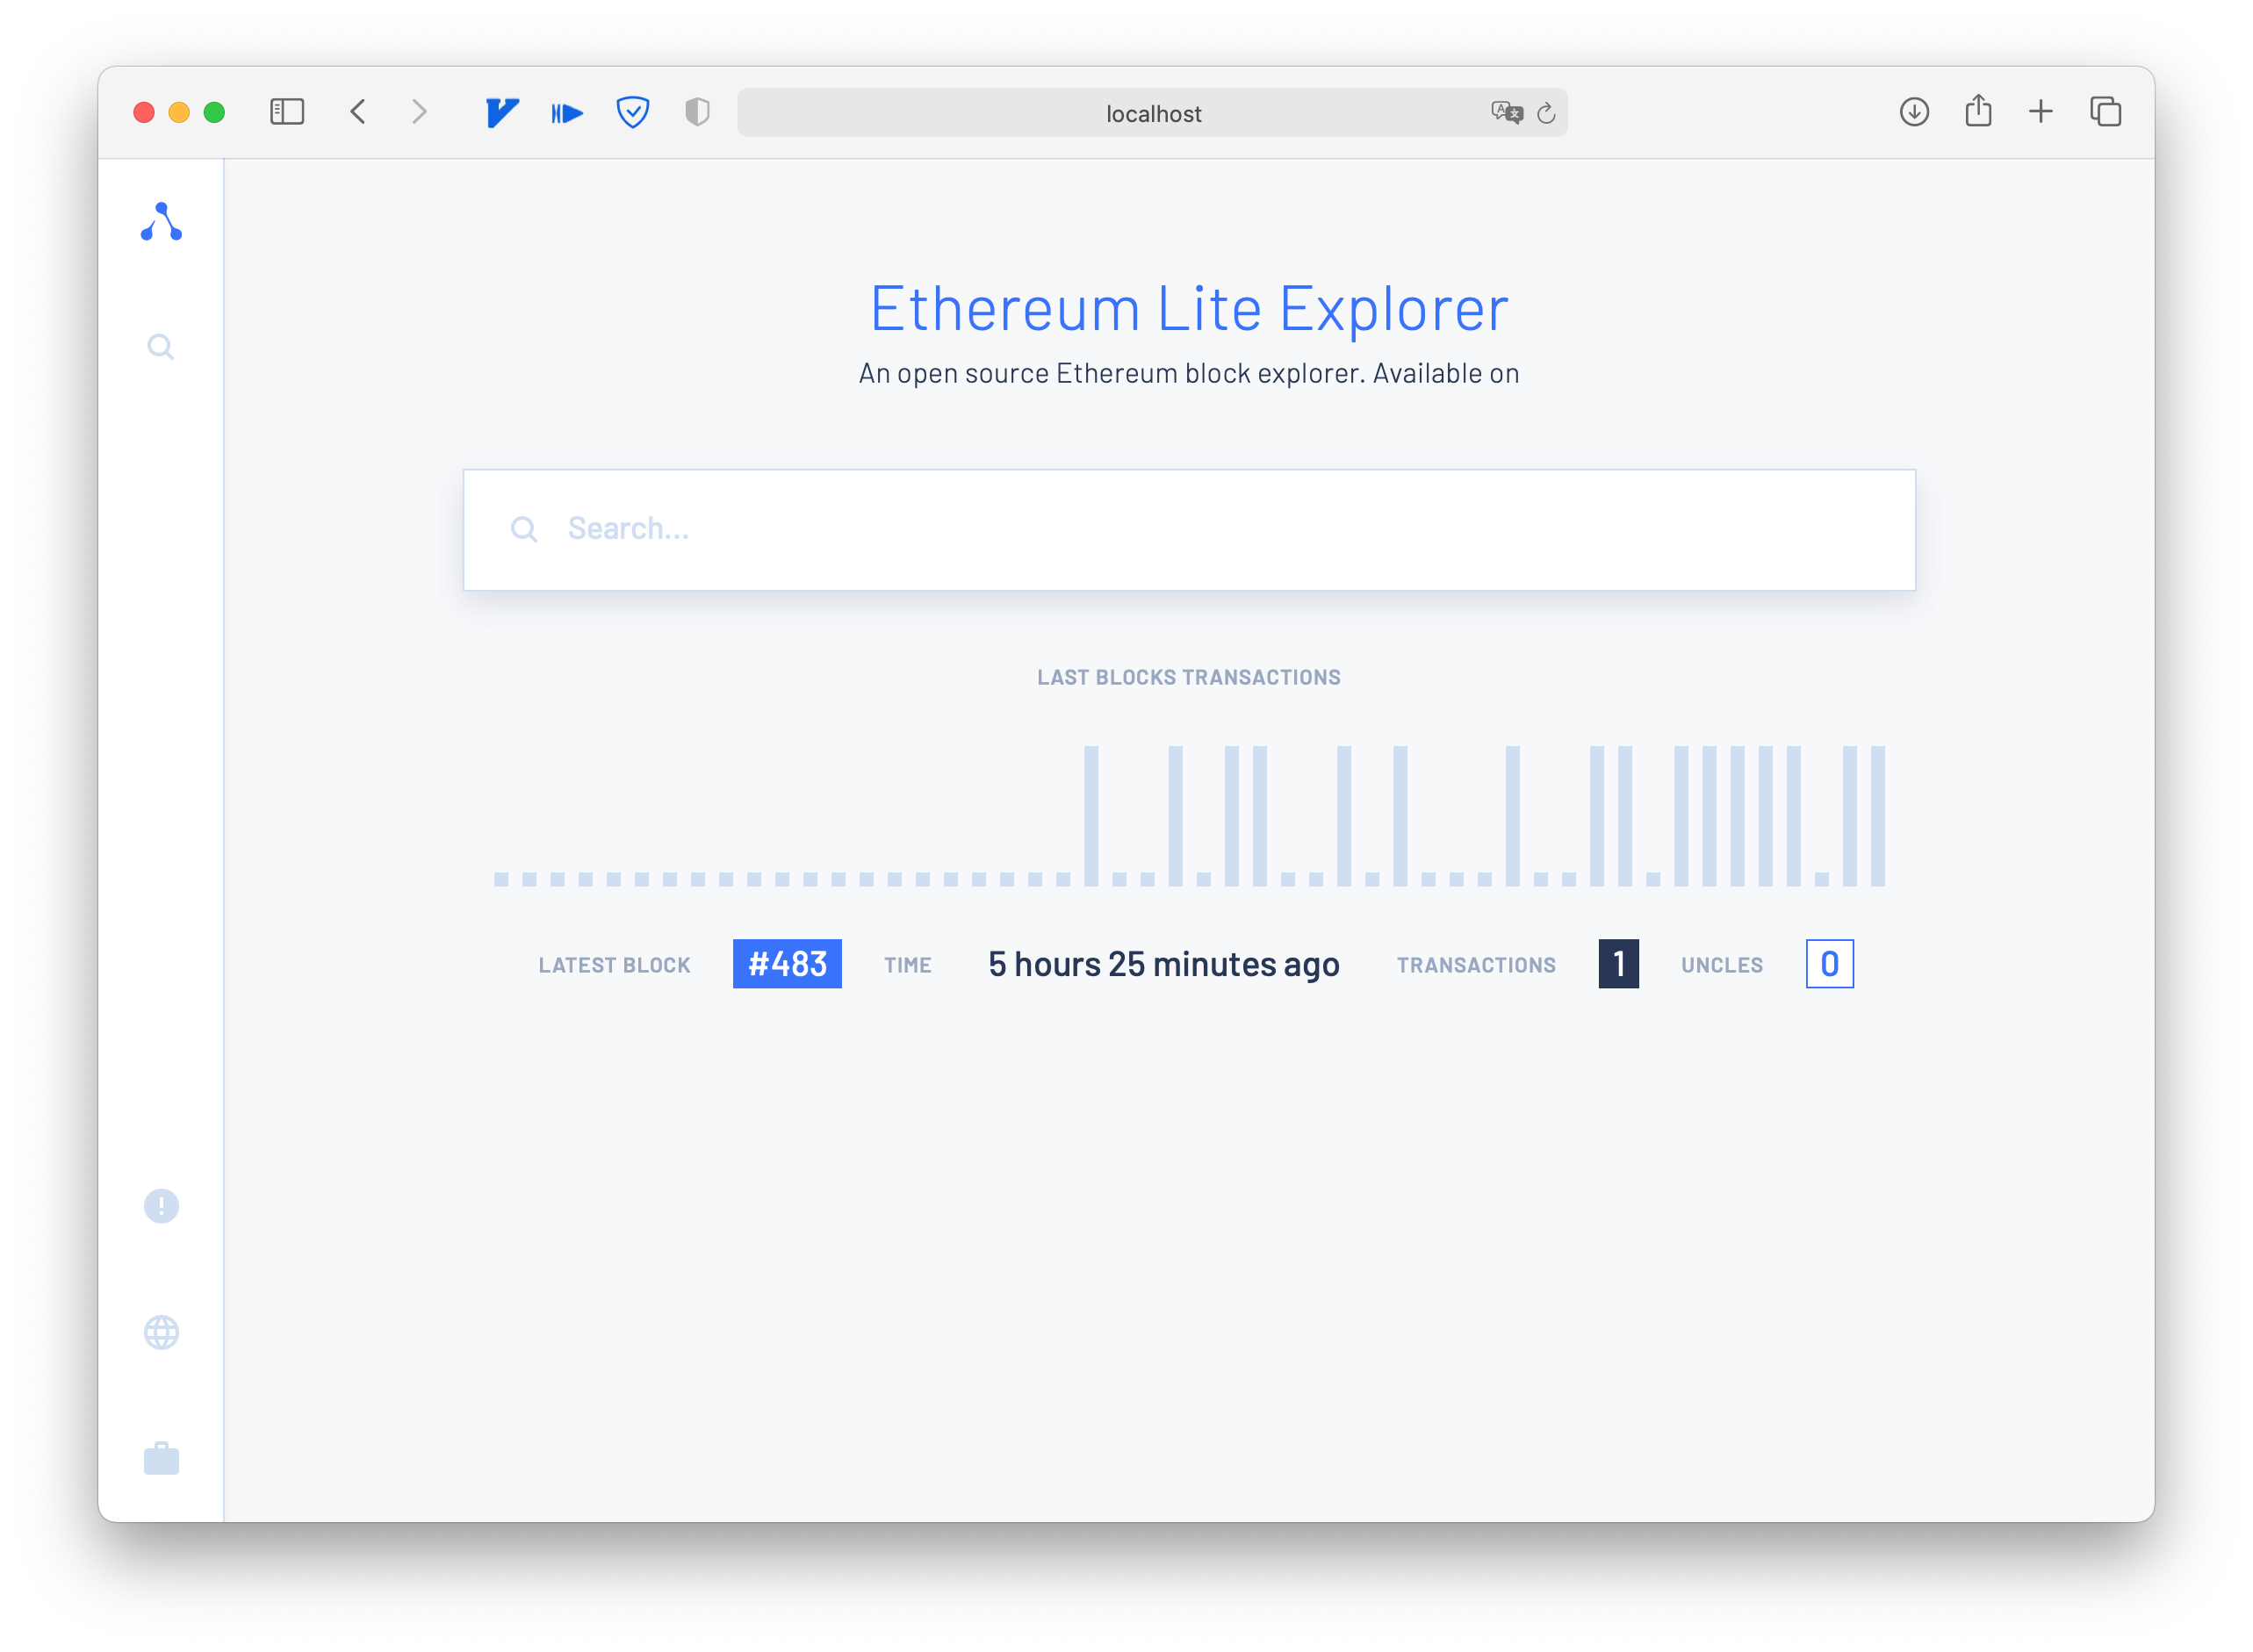 localhost
Ethereum Lite Explorer
An open source Ethereum block explorer. Available on
Search...
LAST BLOCKS TRANSACTIONS
LATEST BLOCK #483 TIME 5 hours 25 minutes ago TRANSACTIONS 1 UNCLES 0